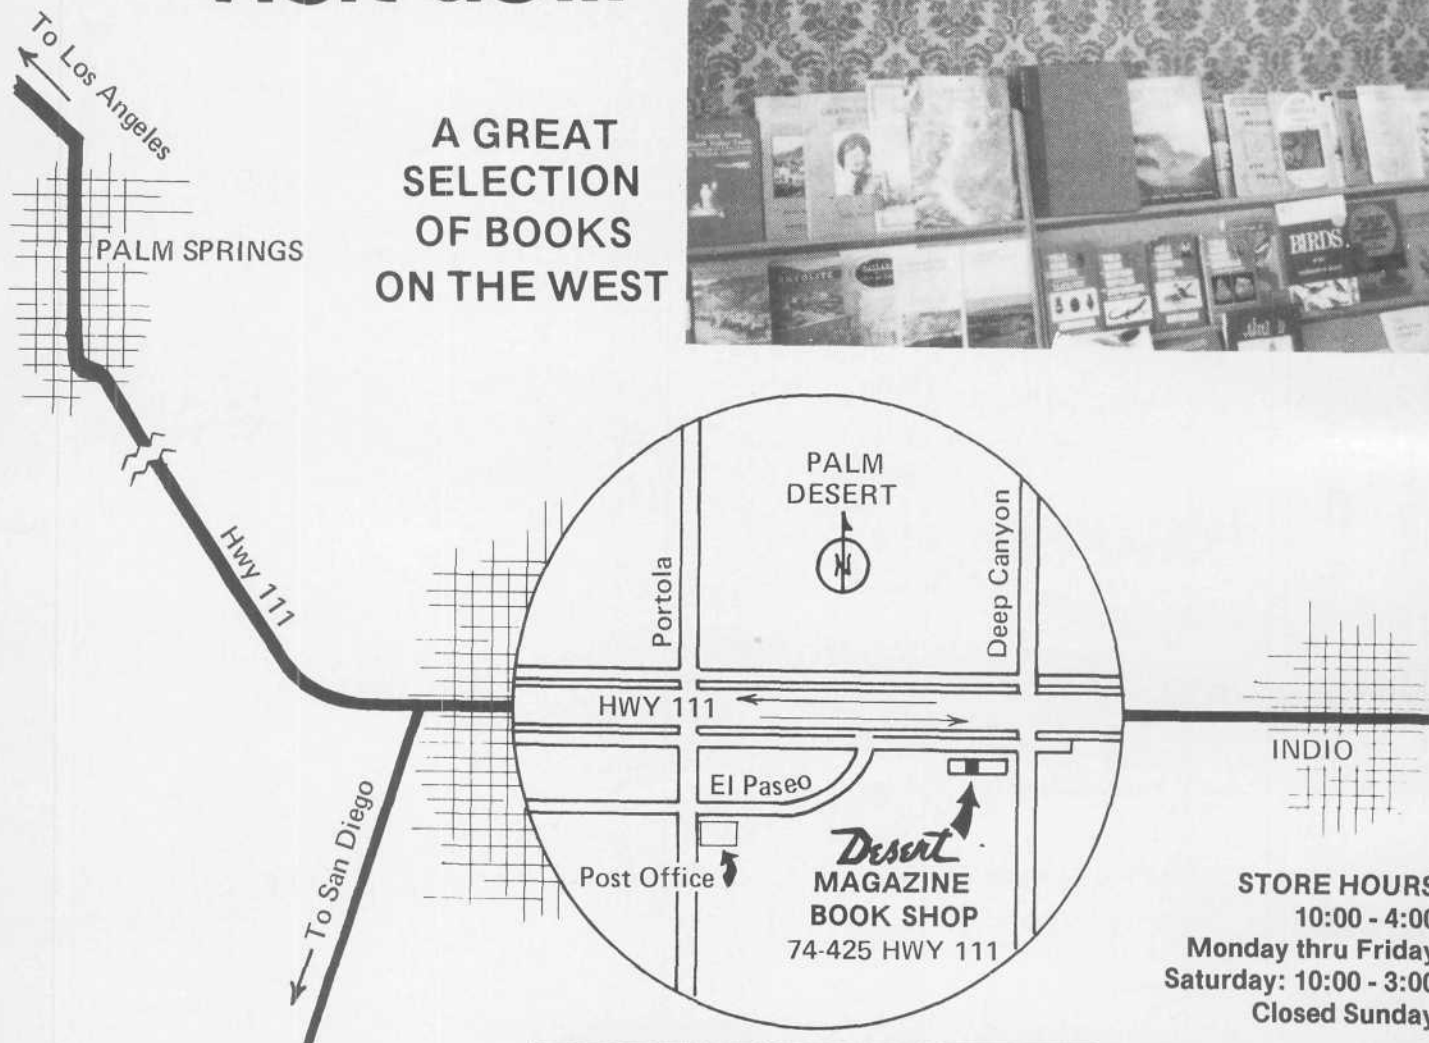 To Los Angeles
PALM SPRINGS
A GREAT
SELECTION
OF BOOKS
ON THE WEST
BIRDS
Hwy 111
To San Diego
PALM
DESERT
N
Portola
Deep Canyon
HWY 111
El Paseo
Post Office
Desert
MAGAZINE
BOOK SHOP
74-425 HWY 111
INDIO
STORE HOURS
10:00 - 4:00
Monday thru Friday
Saturday: 10:00 - 3:00
Closed Sunday